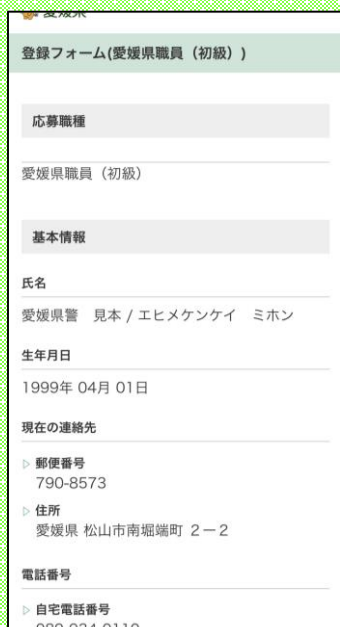 愛媛県
登録フォーム(愛媛県職員（初級）)
応募職種
愛媛県職員（初級）
基本情報
氏名
愛媛県警　見本 / エヒメケンケイ　ミホン
生年月日
1999年 04月 01日
現在の連絡先
▷ 郵便番号
790-8573
▷ 住所
愛媛県 松山市南堀端町 ２－２
電話番号
▷ 自宅電話番号